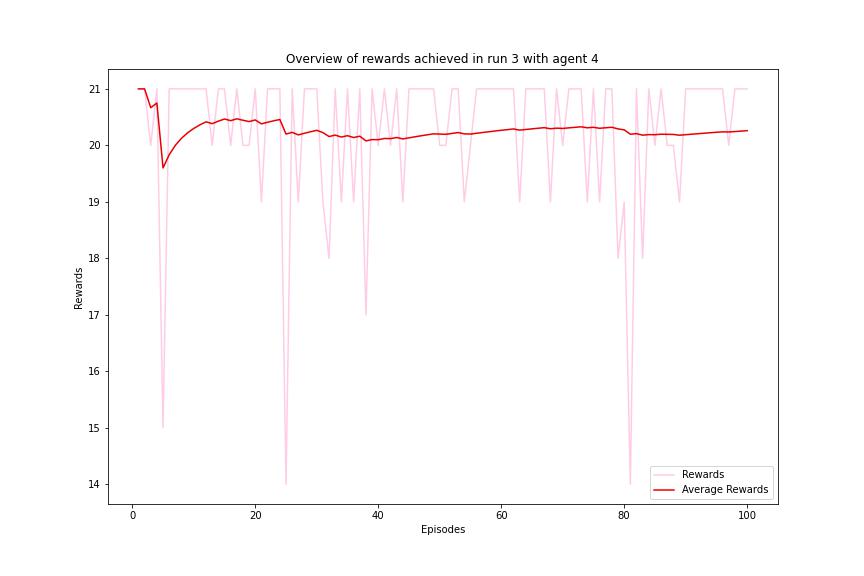 Overview of rewards achieved in run 3 with agent 4
21
20
19
18
17
16
15
14
Rewards
0
20
40
60
80
100
Episodes
Rewards
Average Rewards